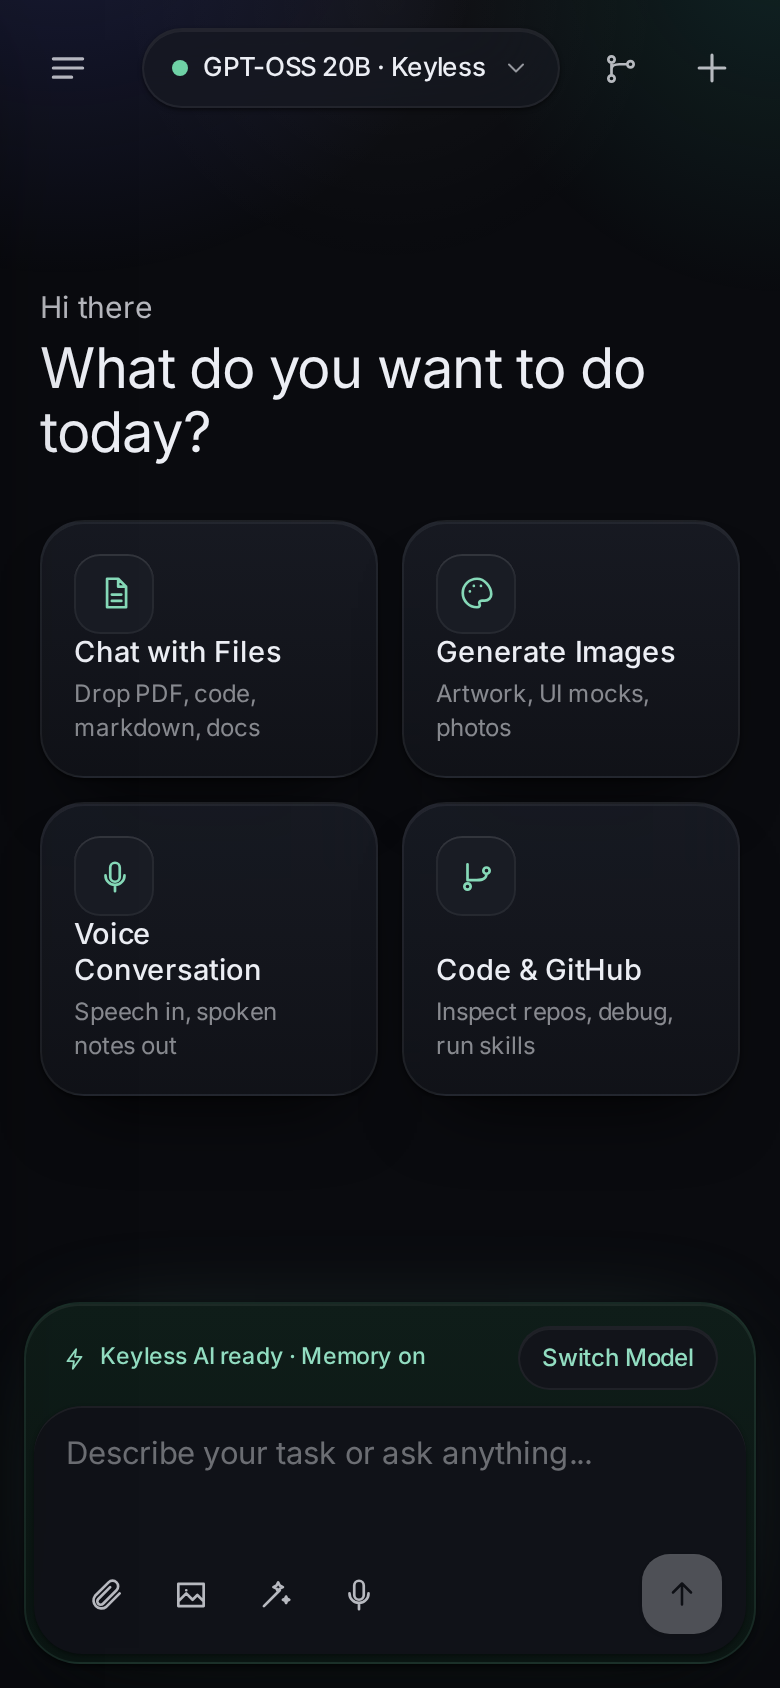 GPT-OSS 20B · Keyless
Hi there
What do you want to do
today?
Chat with Files
Drop PDF, code,
markdown, docs
Generate Images
Artwork, UI mocks,
photos
Voice
Conversation
Speech in, spoken
notes out
Code & GitHub
Inspect repos, debug,
run skills
Keyless AI ready · Memory on
Switch Model
Describe your task or ask anything...